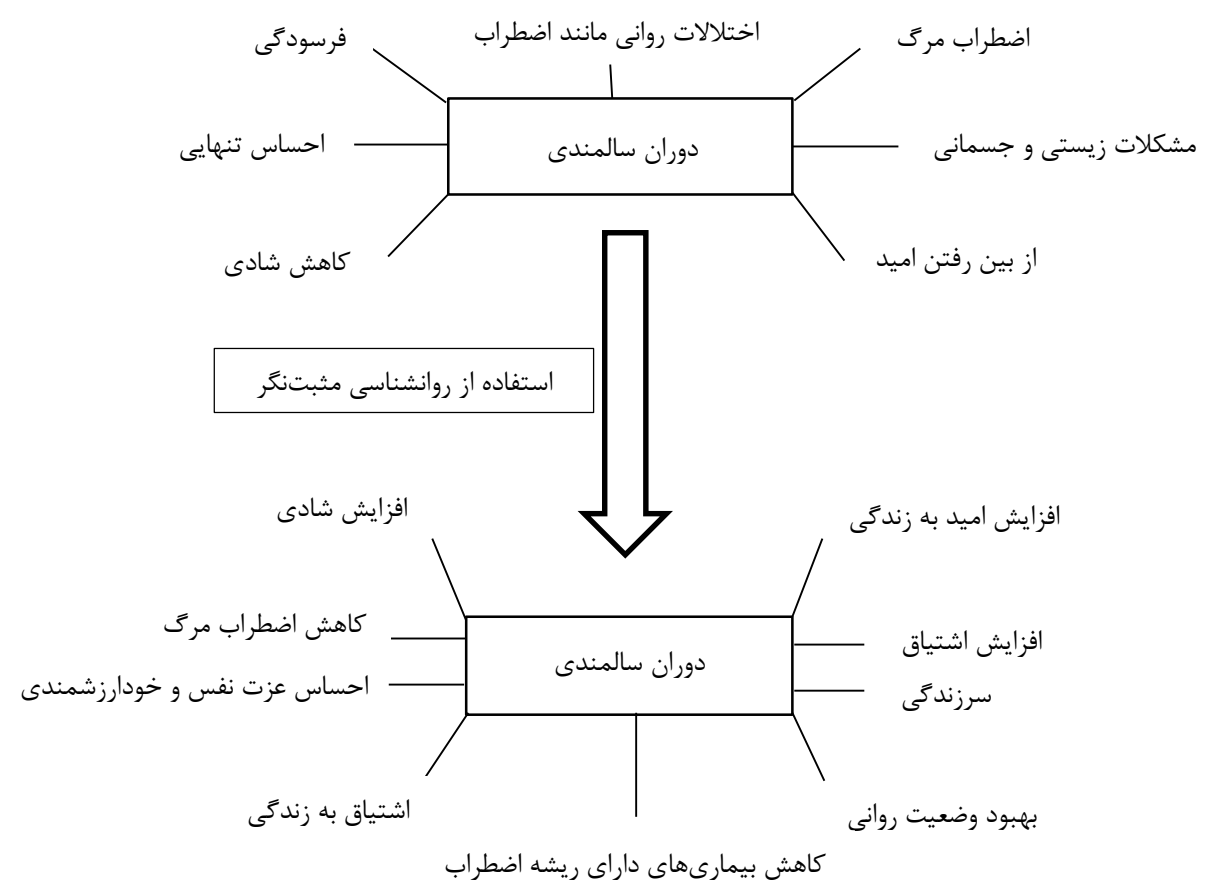 اضطراب مرگ
اختلالات روانی مانند اضطراب
فرسودگی
مشکلات زیستی و جسمانی
دوران سالمندی
احساس تنهایی
از بین رفتن امید
کاهش شادی
استفاده از روانشناسی مثبت‌نگر
افزایش امید به زندگی
افزایش شادی
افزایش اشتیاق
کاهش اضطراب مرگ
دوران سالمندی
سرزندگی
احساس عزت نفس و خودارزشمندی
بهبود وضعیت روانی
اشتیاق به زندگی
کاهش بیماری‌های دارای ریشه اضطراب